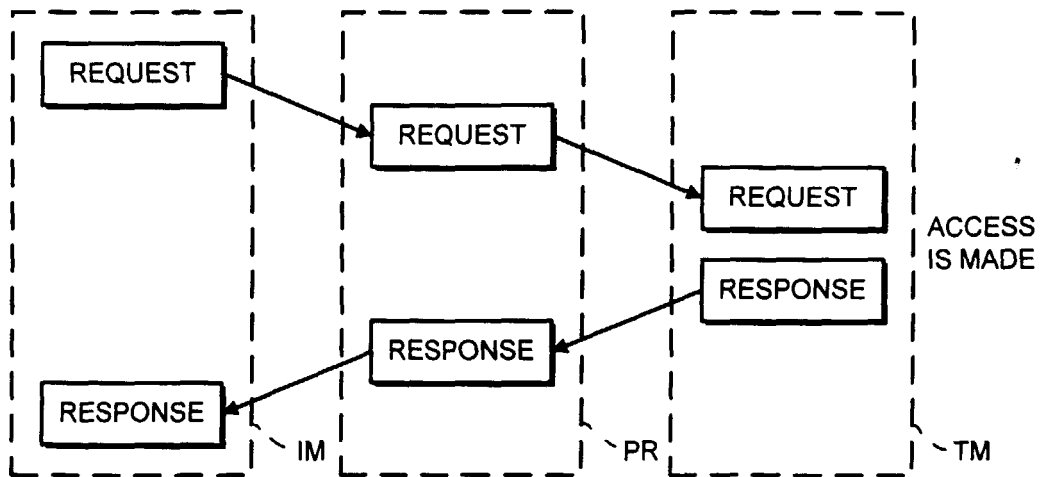 REQUEST
REQUEST
REQUEST
ACCESS
IS MADE
RESPONSE
RESPONSE
RESPONSE
IM
PR
TM